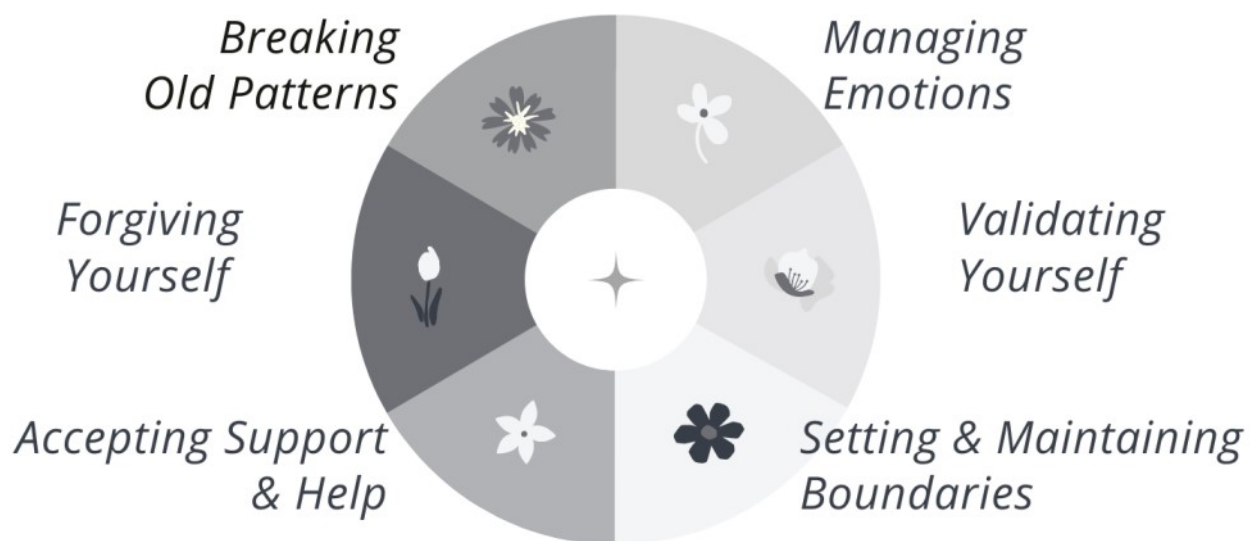 Breaking
Old Patterns
Managing
Emotions
Forgiving
Yourself
Validating
Yourself
Accepting Support
& Help
Setting & Maintaining
Boundaries